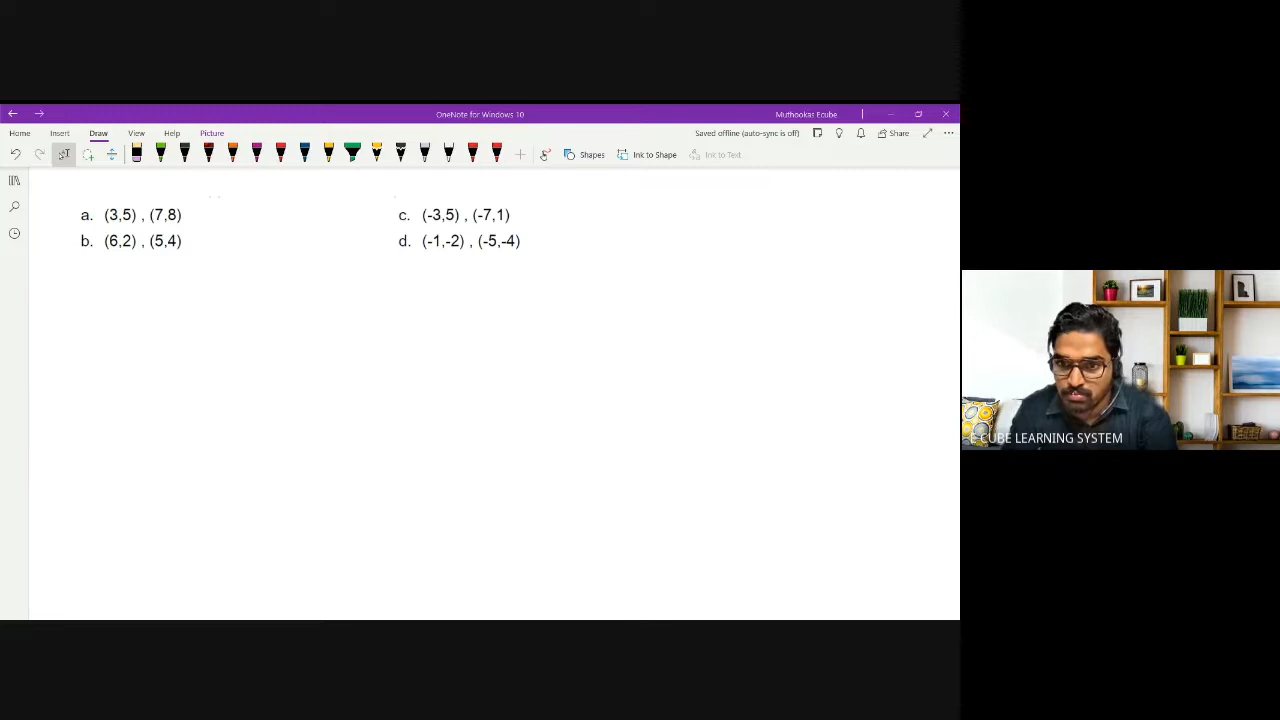 OneNote for Windows 10
Muthookas Ecube
Home Insert Draw View Help Picture
Saved offline (auto-sync is off)
Share
Shapes
Ink to Shape
Ink to Text
a. (3,5) , (7,8)
c. (-3,5) , (-7,1)
b. (6,2) , (5,4)
d. (-1,-2) , (-5,-4)
E CUBE LEARNING SYSTEM